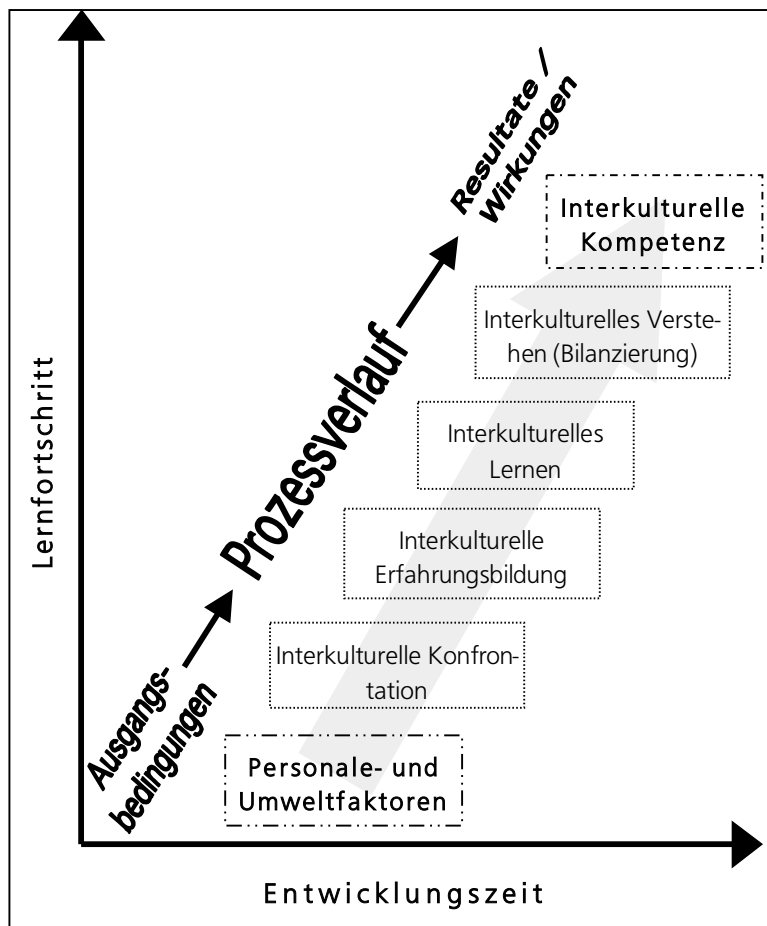 Resultate /
Wirkungen
Interkulturelle
Kompetenz
Interkulturelles Verste-
hen (Bilanzierung)
Prozessverlauf
Interkulturelles
Lernen
Lernfortschritt
Interkulturelle
Erfahrungsbildung
Interkulturelle Konfron-
tation
Ausgangs-
bedingungen
Personale- und
Umweltfaktoren
Entwicklungszeit